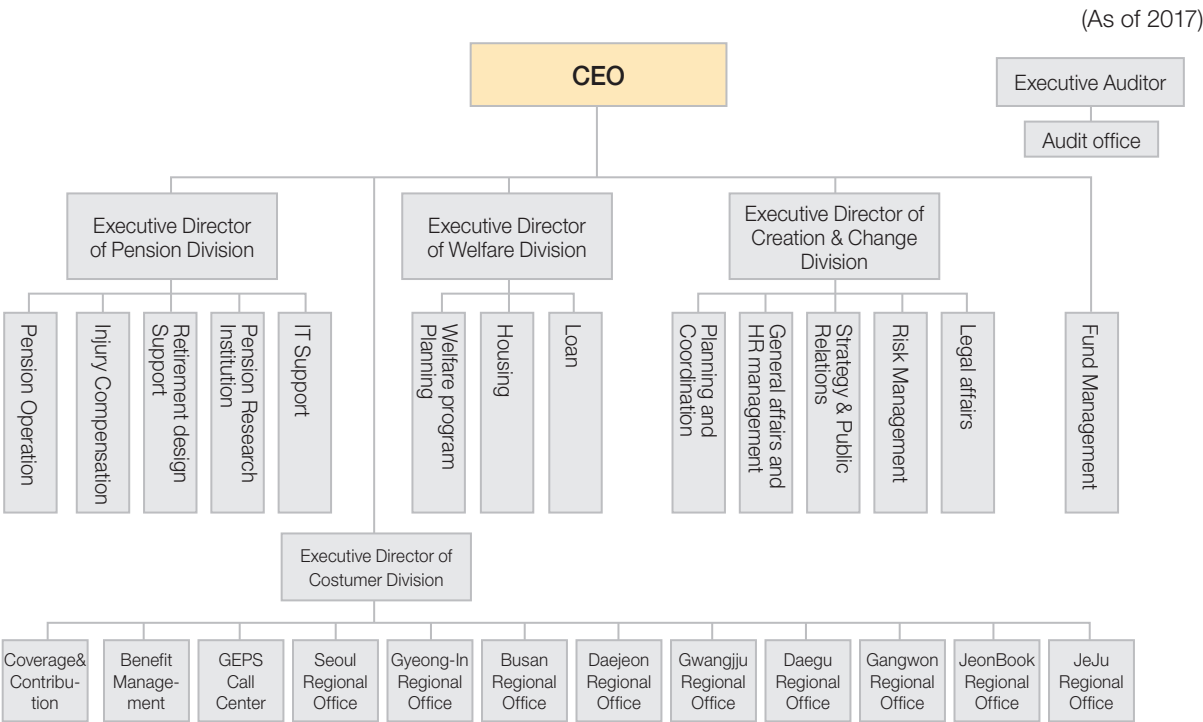 (As of 2017)
CEO
Executive Auditor
Audit office
Executive Director
of Pension Division
Executive Director
of Welfare Division
Executive Director of
Creation & Change
Division
Pension Operation
Injury Compensation
Retirement design
Support
Pension Research
Institution
IT Support
Welfare program
Planning
Housing
Loan
Planning and
Coordination
General affairs and
HR management
Strategy & Public
Relations
Risk Management
Legal affairs
Fund Management
Executive Director of
Costumer Division
Coverage&
Contribu-
tion
Benefit
Manage-
ment
GEPS
Call
Center
Seoul
Regional
Office
Gyeong-In
Regional
Office
Busan
Regional
Office
Daejeon
Regional
Office
Gwangjju
Regional
Office
Daegu
Regional
Office
Gangwon
Regional
Office
JeonBook
Regional
Office
JeJu
Regional
Office